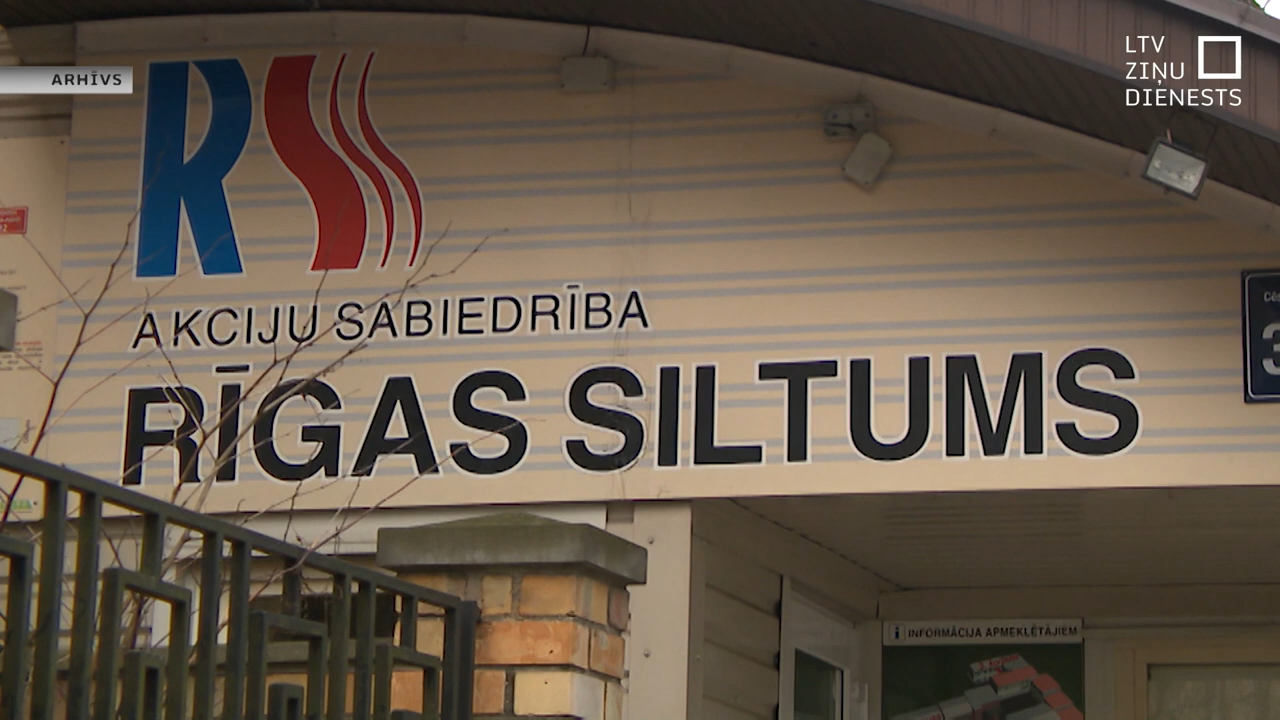 LTV
ZIŅU
DIENESTS
ARHĪVS
RS
AKCIJU SABIEDRĪBA
RĪGAS SILTUMS
i INFORMĀCIJA APMEKLĒTĀJIEM